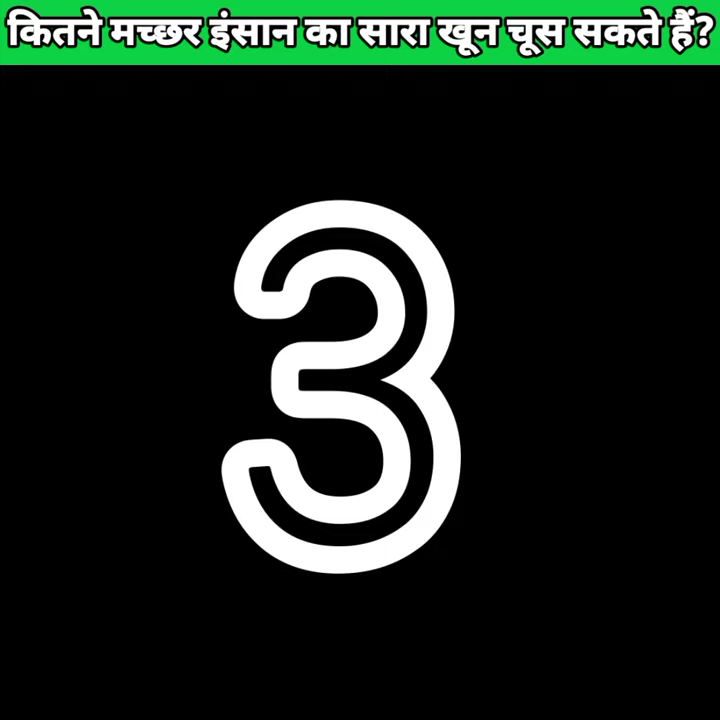 कितने मच्छर इंसान का सारा खून चूस सकते हैं?
3